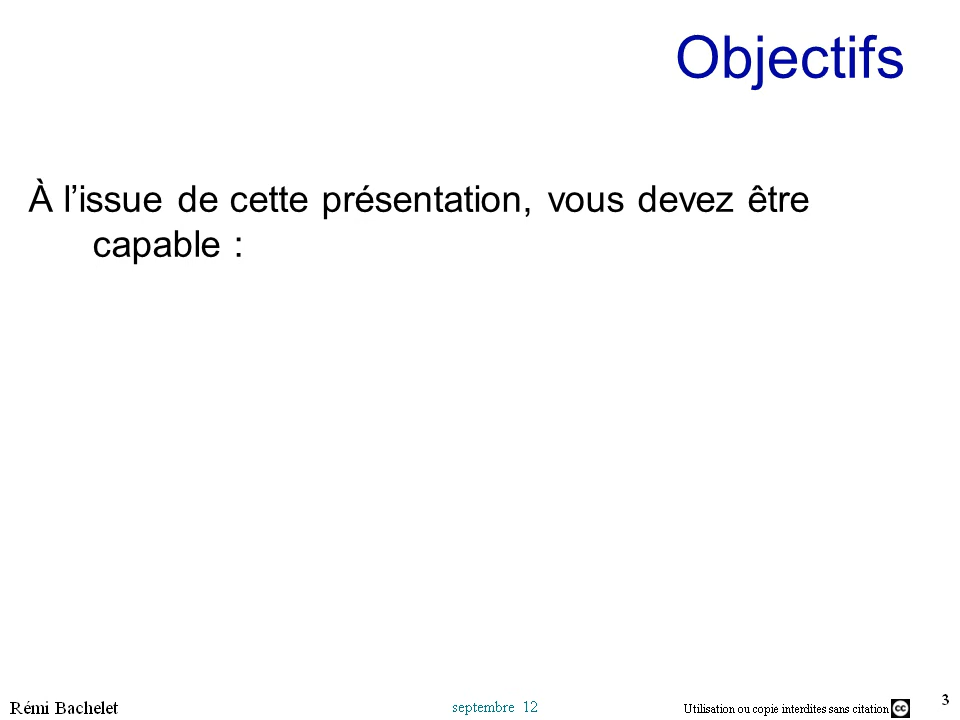 Objectifs
À l’issue de cette présentation, vous devez être
capable :
Rémi Bachelet
septembre 12
Utilisation ou copie interdites sans citation
cc
3